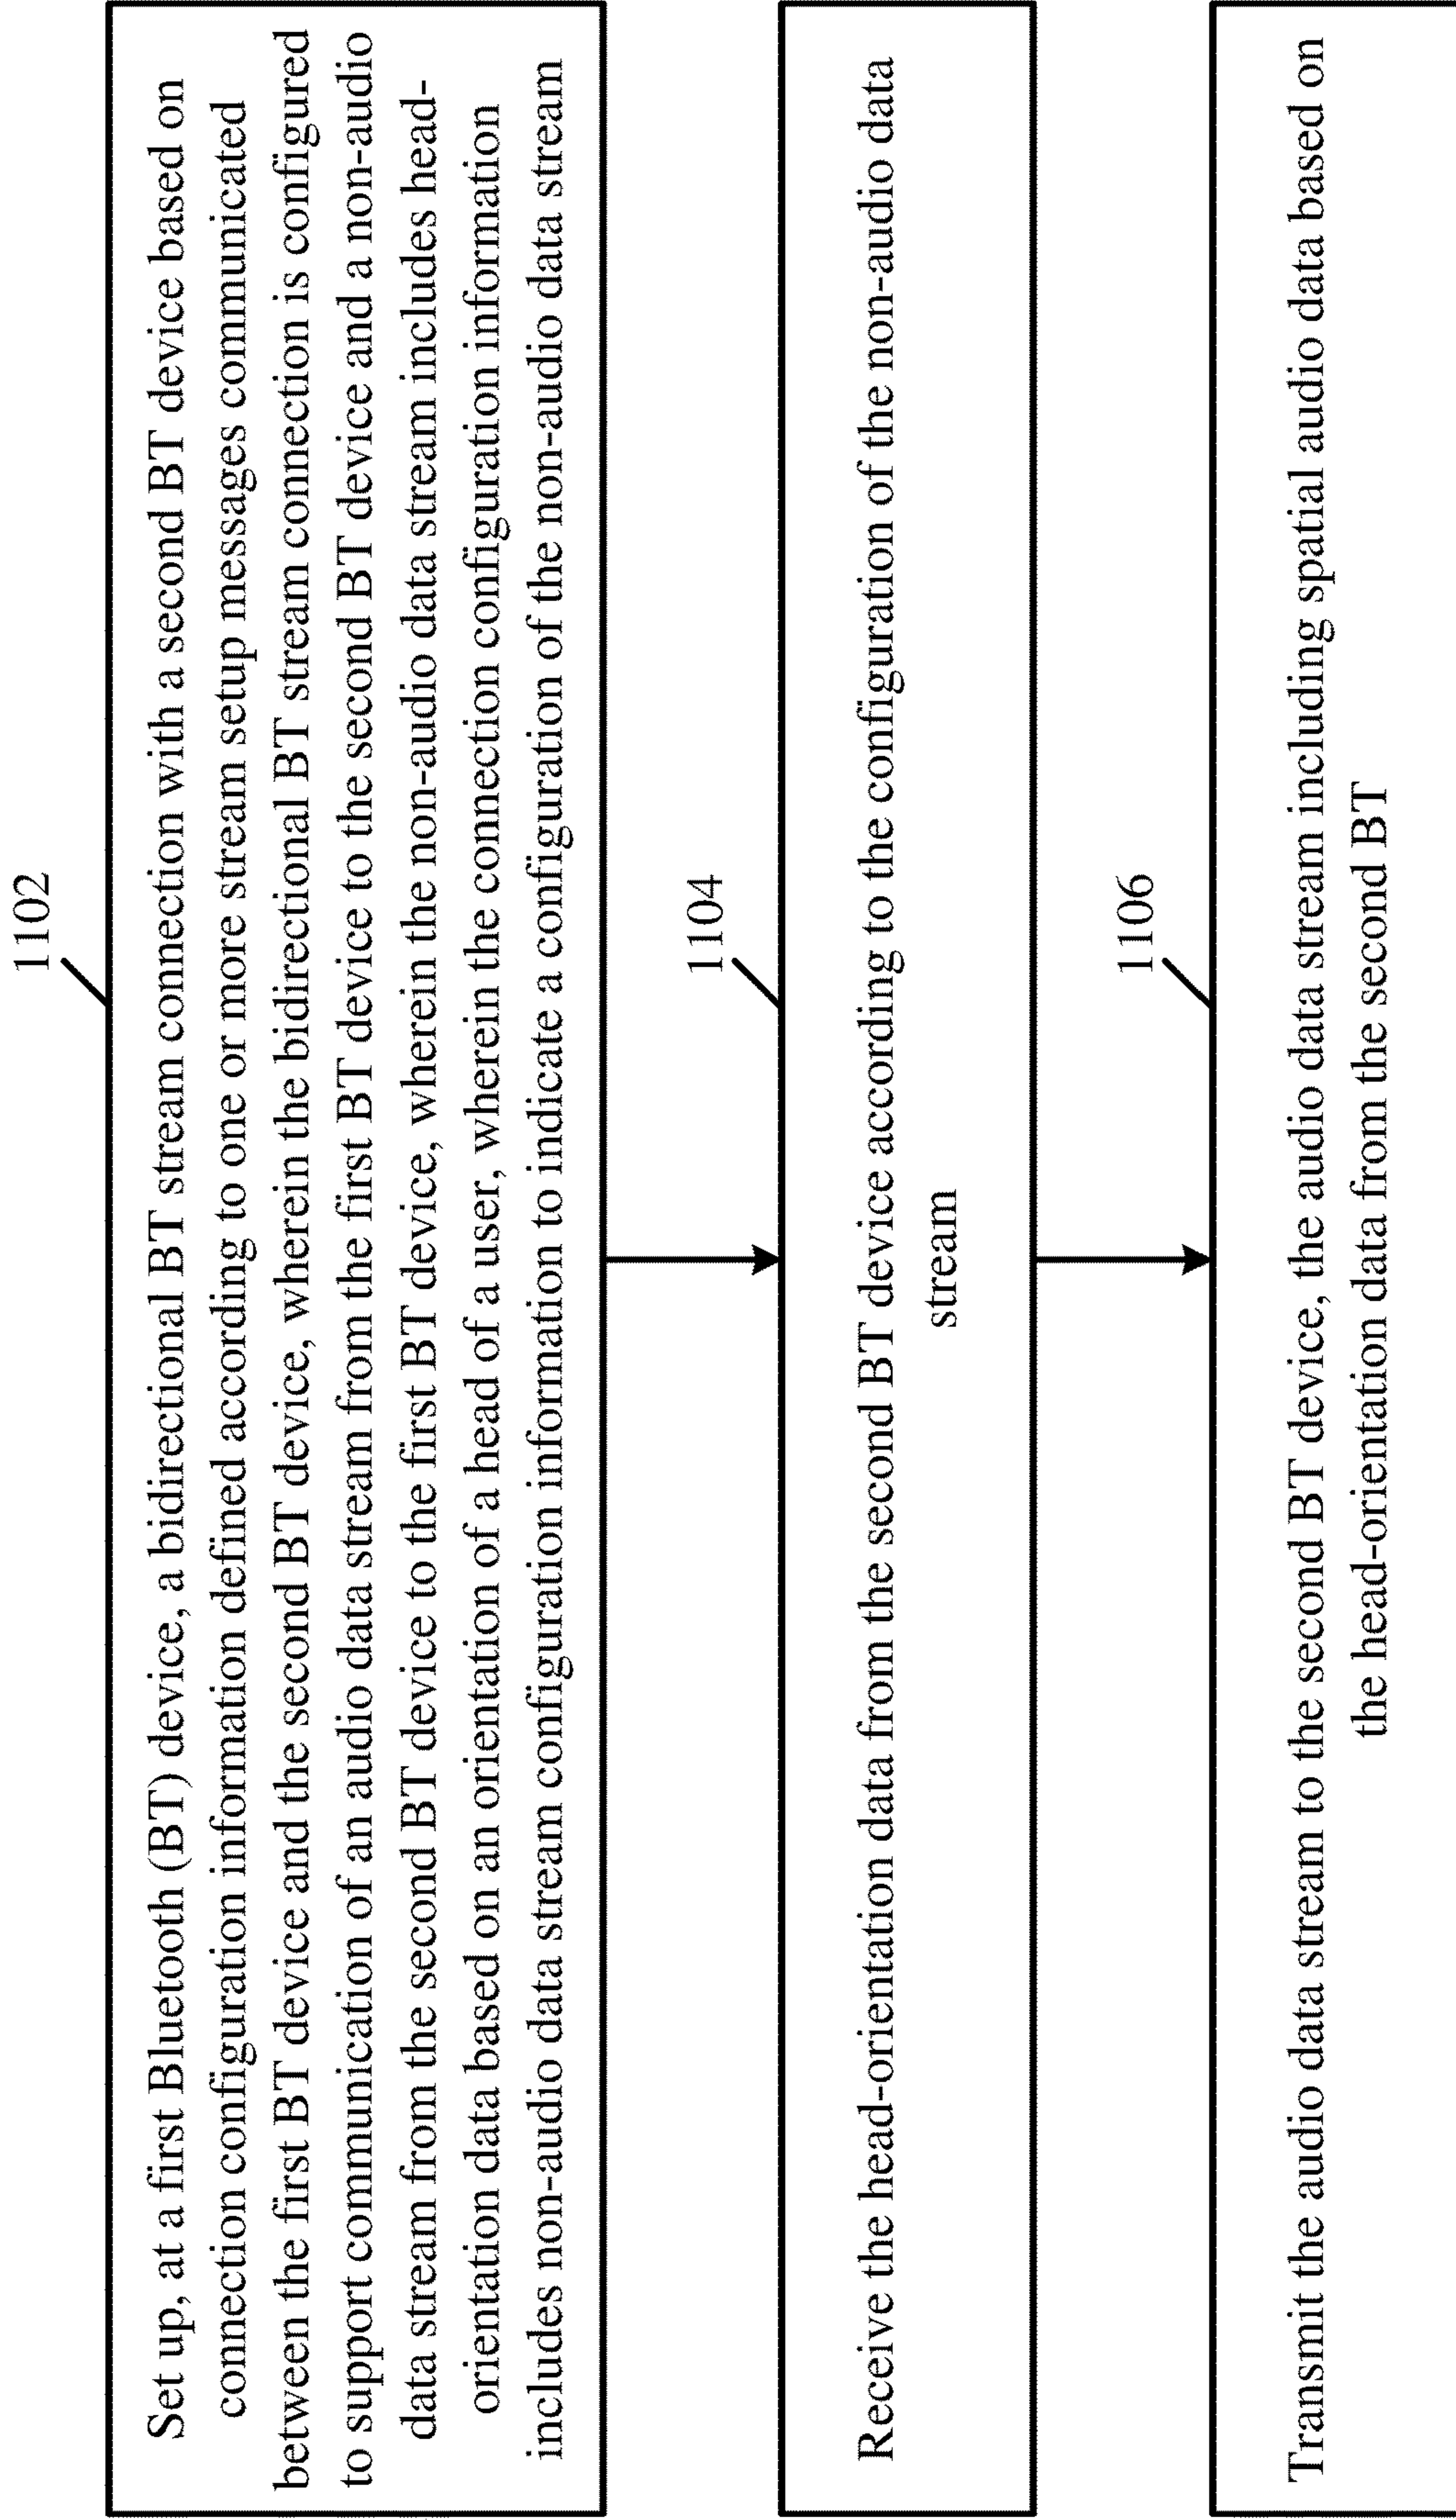 1102
Set up, at a first Bluetooth (BT) device, a bidirectional BT stream connection with a second BT device based on
connection configuration information defined according to one or more stream setup messages communicated
between the first BT device and the second BT device, wherein the bidirectional BT stream connection is configured
to support communication of an audio data stream from the first BT device to the second BT device and a non-audio
data stream from the second BT device to the first BT device, wherein the non-audio data stream includes head-
orientation data based on an orientation of a head of a user, wherein the connection configuration information
includes non-audio data stream configuration information to indicate a configuration of the non-audio data stream
1104
Receive the head-orientation data from the second BT device according to the configuration of the non-audio data
stream
1106
Transmit the audio data stream to the second BT device, the audio data stream including spatial audio data based on
the head-orientation data from the second BT